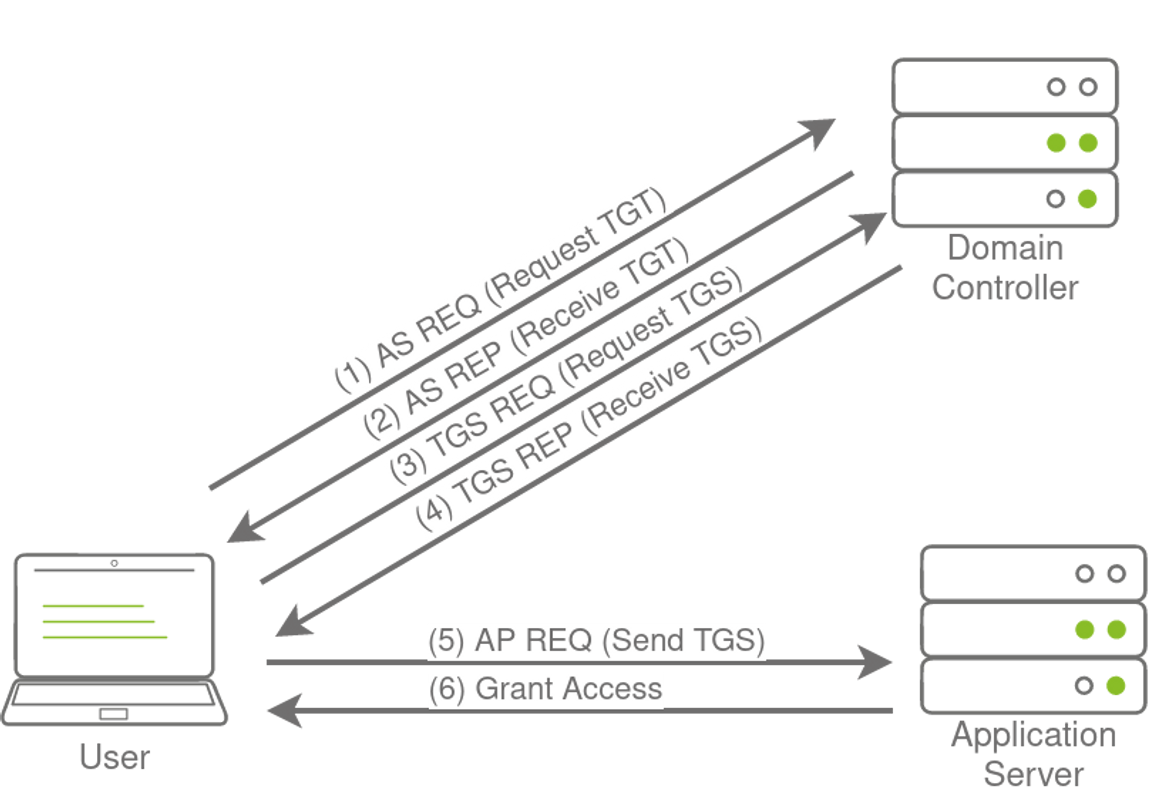 (1) AS REQ (Request TGT)
(2) AS REP (Receive TGT)
(3) TGS REQ (Request TGS)
(4) TGS REP (Receive TGS)
Domain
Controller
(5) AP REQ (Send TGS)
(6) Grant Access
User
Application
Server